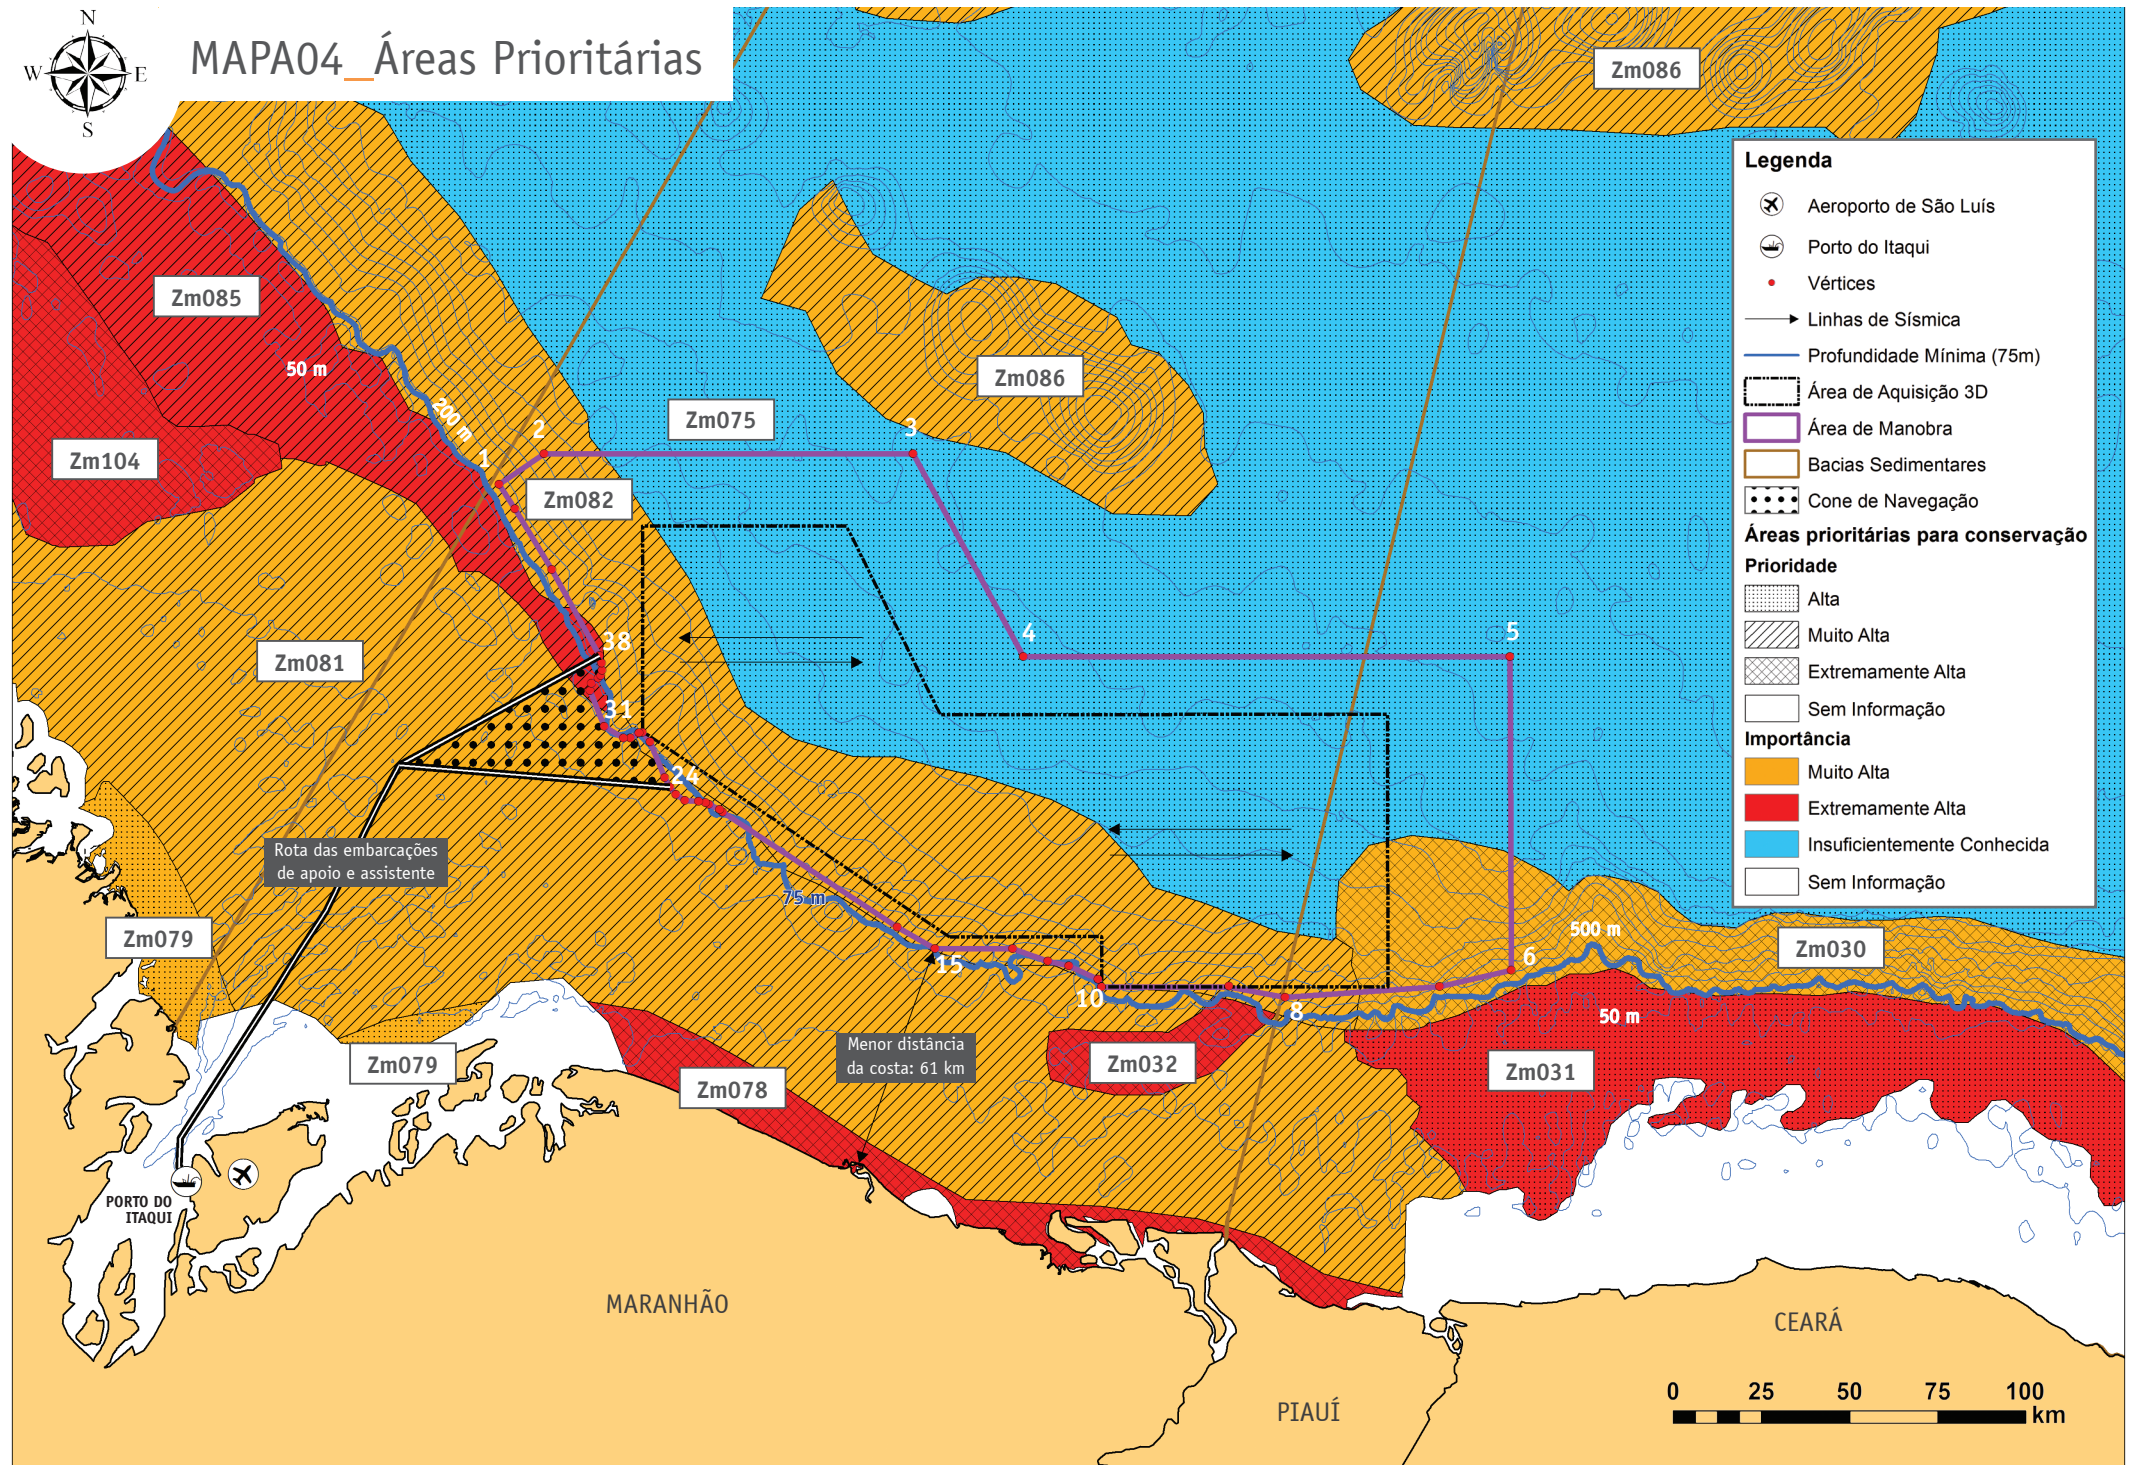 N
W
E
S
MAPA04_Áreas Prioritárias
Zm086
Legenda
Aeroporto de São Luís
Porto do Itaqui
Vértices
Linhas de Sísmica
Profundidade Mínima (75m)
Área de Aquisição 3D
Área de Manobra
Bacias Sedimentares
Cone de Navegação
Áreas prioritárias para conservação
Prioridade
Alta
Muito Alta
Extremamente Alta
Sem Informação
Importância
Muito Alta
Extremamente Alta
Insuficientemente Conhecida
Sem Informação
Zm085
50 m
Zm086
200 m
Zm075
Zm104
1
2
3
Zm082
38
4
5
Zm081
31
24
Rota das embarcações
de apoio e assistente
75 m
Zm079
15
10
8
6
500 m
Zm030
50 m
Menor distância
da costa: 61 km
Zm079
Zm078
Zm032
Zm031
PORTO DO
ITAQUI
MARANHÃO
PIAUÍ
CEARÁ
0 25 50 75 100
km